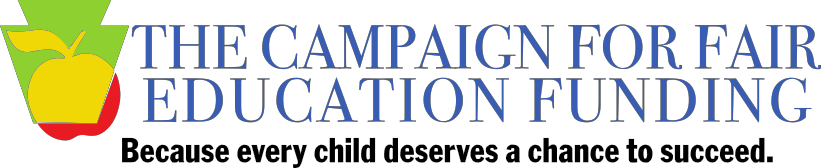 THE CAMPAIGN FOR FAIR
EDUCATION FUNDING
Because every child deserves a chance to succeed.